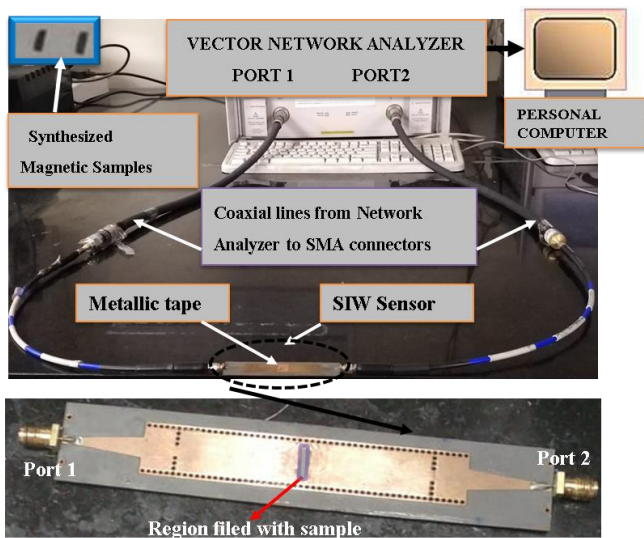 VECTOR NETWORK ANALYZER
PORT 1 PORT2
PERSONAL
COMPUTER
Synthesized
Magnetic Samples
Coaxial lines from Network
Analyzer to SMA connectors
Metallic tape
SIW Sensor
Port 1
Port 2
Region filed with sample